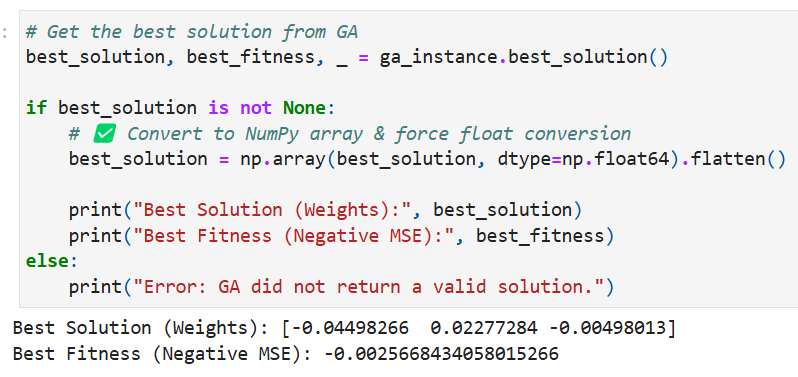 : # Get the best solution from GA
best_solution, best_fitness, _ = ga_instance.best_solution()
if best_solution is not None:
# ✅ Convert to NumPy array & force float conversion
best_solution = np.array(best_solution, dtype=np.float64).flatten()
print("Best Solution (Weights):", best_solution)
print("Best Fitness (Negative MSE):", best_fitness)
else:
print("Error: GA did not return a valid solution.")
Best Solution (Weights): [-0.04498266  0.02277284 -0.00498013]
Best Fitness (Negative MSE): -0.0025668434058015266